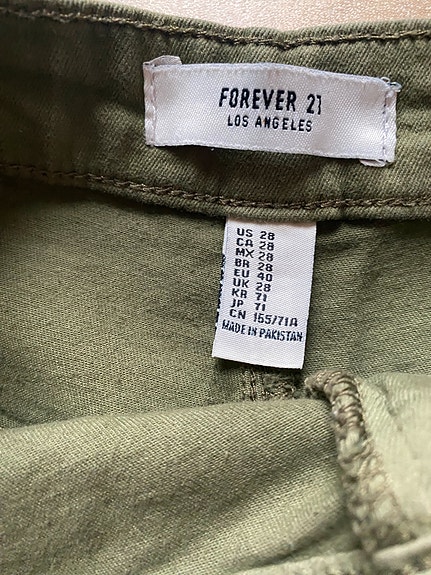 FOREVER 21
LOS ANGELES
US 28
CA 28
MX 28
BR 28
EU 40
UK 28
KR 71
JP 71
CN 165/71A
MADE IN PAKISTAN